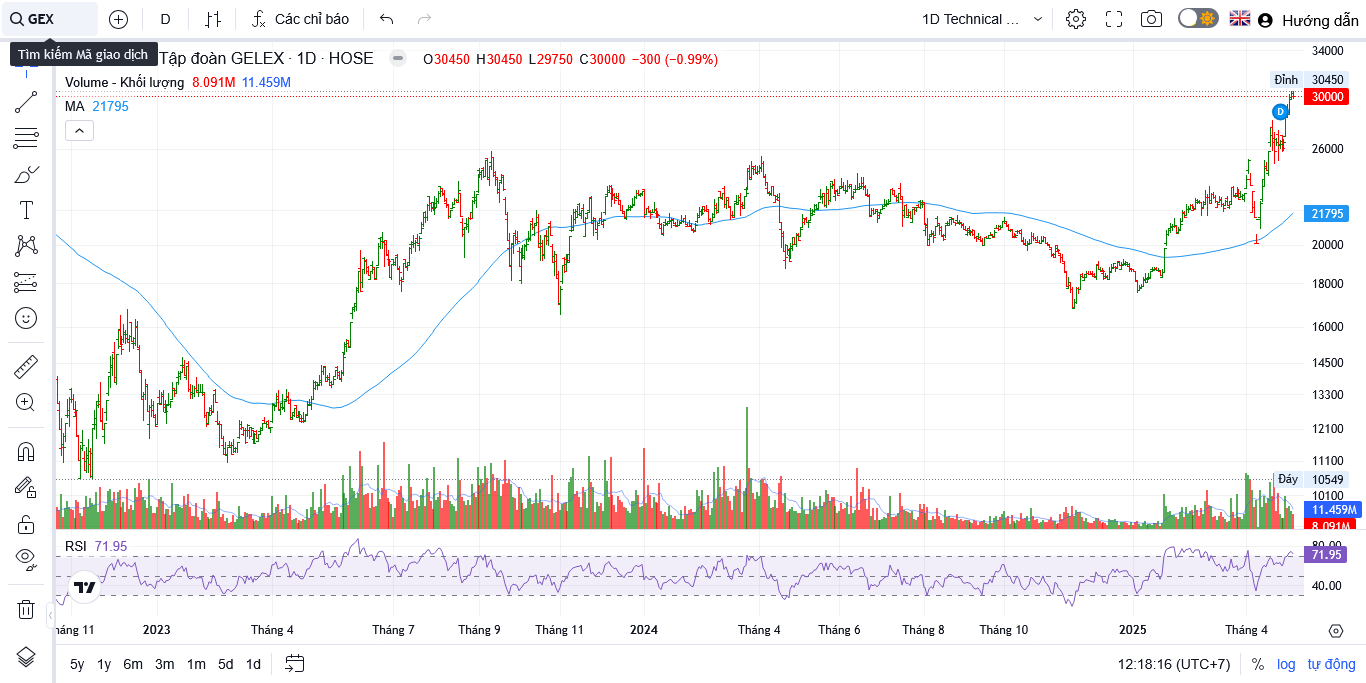 GEX
D
Các chỉ báo
1D Technical ...
Hướng dẫn
Tìm kiếm Mã giao dịch
Tập đoàn GELEX · 1D · HOSE
O30450 H30450 L29750 C30000 −300 (−0.99%)
Volume - Khối lượng 8.091M 11.459M
MA 21795
34000
Đỉnh 30450
30000
D
26000
21795
20000
18000
16000
14500
13300
12100
11100
Đáy 10549
10100
11.459M
8.091M
RSI 71.95
80.00
71.95
40.00
háng 11 2023 Tháng 4 Tháng 7 Tháng 9 Tháng 11 2024 Tháng 4 Tháng 6 Tháng 8 Tháng 10 2025 Tháng 4
5y 1y 6m 3m 1m 5d 1d
12:18:16 (UTC+7) % log tự động